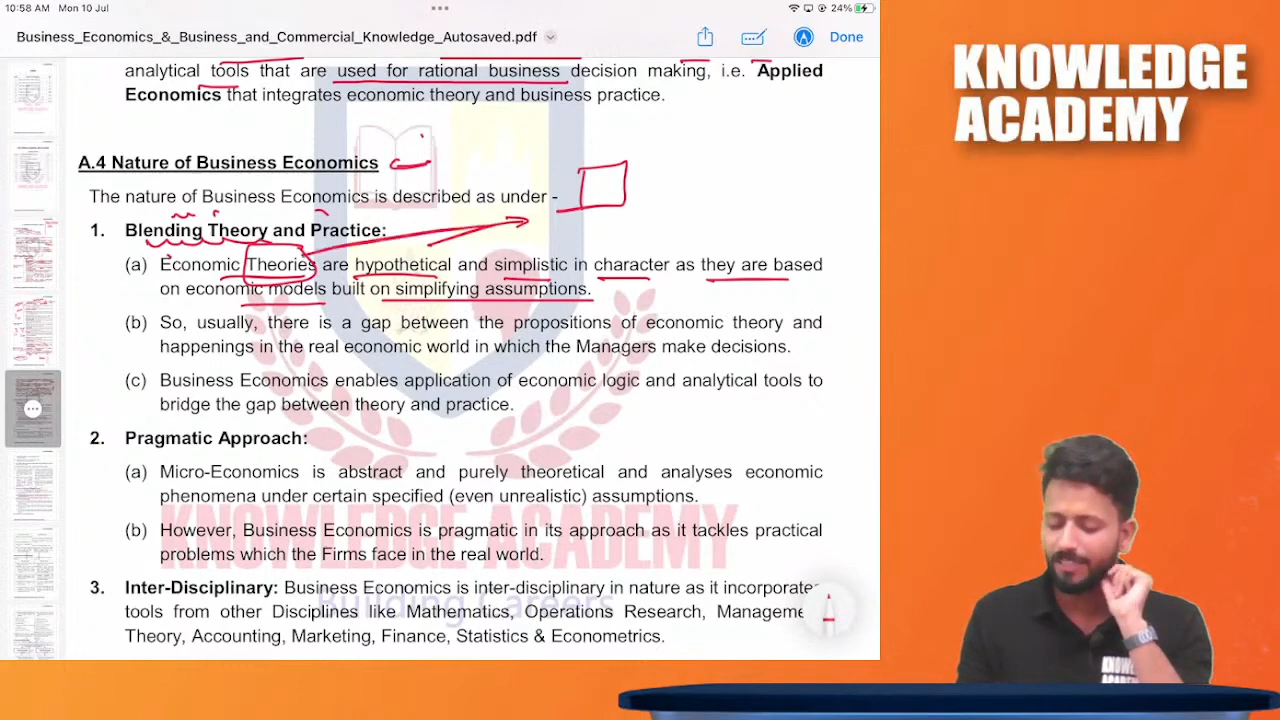 10:58 AM Mon 10 Jul
24%
Business_Economics_&_Business_and_Commercial_Knowledge_Autosaved.pdf
Done
KNOWLEDGE
ACADEMY
analytical tools that are used for rational business decision making, i.e. Applied
Economics that integrates economic theory and business practice.
A.4 Nature of Business Economics
The nature of Business Economics is described as under -
1. Blending Theory and Practice:
(a) Economic Theories are hypothetical and simplistic in character as they are based
on economic models built on simplifying assumptions.
So, usually, there is a gap between the propositions of economic theory and
happenings in the real economic world in which the Managers make decisions.
(c) Business Economics enables application of economic logic and analytical tools to
bridge the gap between theory and practice.
2. Pragmatic Approach:
(a) Micro-Economics is abstract and purely theoretical and analyses economic
phenomena under certain specified (even unrealistic) assumptions.
(b) However, Business Economics is pragmatic in its approach as it tackles practical
problems which the Firms face in the real world.
3. Inter-Disciplinary: Business Economics is inter-disciplinary in nature as it incorporates
tools from other Disciplines like Mathematics, Operations Research, Management
Theory, Accounting, Marketing, Finance, Statistics & Econometrics.
Building Careers
KNOWLEDGE
ACADEMY